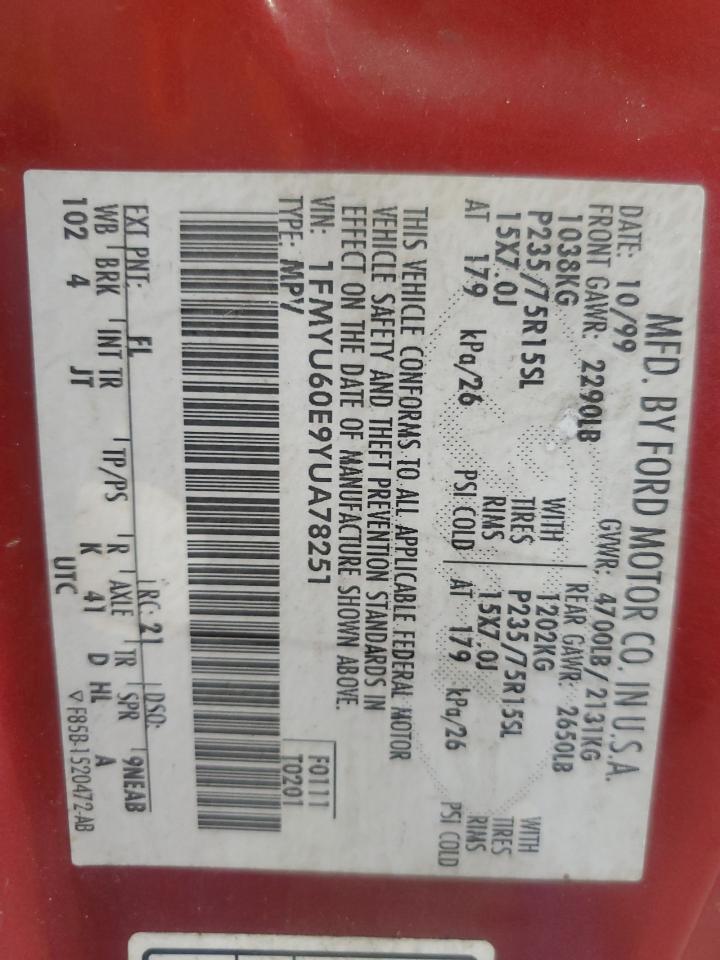 MFD. BY FORD MOTOR CO. IN U.S.A.
DATE: 10/99 GVWR: 4700LB/ 2131KG
FRONT GAWR: 2290LB REAR GAWR: 2650LB
1038KG WITH 1202KG WITH
P235/75R15SL TIRES P235/75R15SL TIRES
15X7.0J RIMS 15X7.0J RIMS
AT 179 kPa/26 PSI COLD AT 179 kPa/26 PSI COLD
THIS VEHICLE CONFORMS TO ALL APPLICABLE FEDERAL MOTOR
VEHICLE SAFETY AND THEFT PREVENTION STANDARDS IN
EFFECT ON THE DATE OF MANUFACTURE SHOWN ABOVE.
VIN: 1FMYU60E9YUA78251 F0111
TYPE: MPV T0201
EXT PNT: FL RC: 21 DSO: 9NEAB
WB BRK INT TR TP/PS R AXLE TR SPR
102 4 JT K 41 D HL A
UTC ▽ F85B-1520472-AB